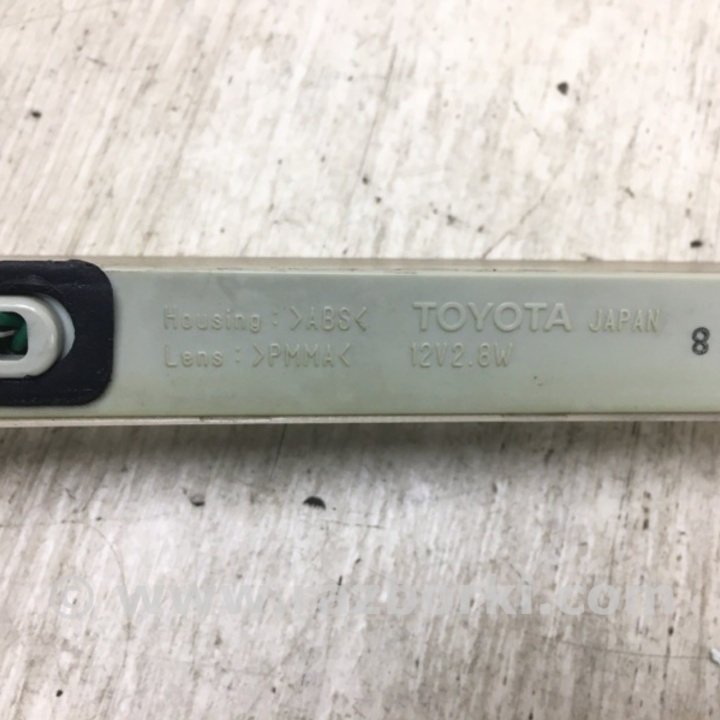 Housing : >ABS< TOYOTA JAPAN
Lens : >PMMA< 12V2.8W
8